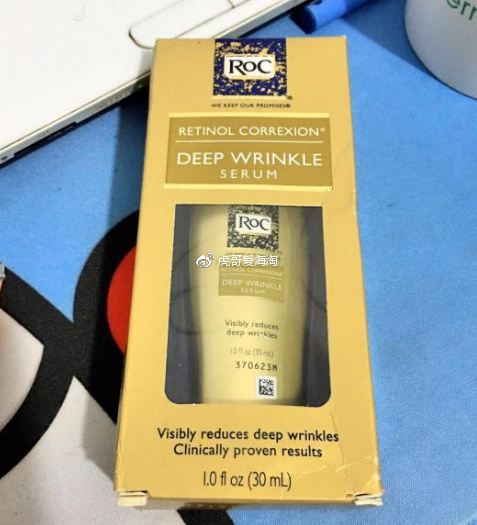 RoC
WE KEEP OUR PROMISES®
RETINOL CORREXION®
DEEP WRINKLE
SERUM
RoC
RETINOL CORREXION®
DEEP WRINKLE
SERUM
Visibly reduces
deep wrinkles
1.0 fl oz (30 mL)
370623M
Visibly reduces deep wrinkles
Clinically proven results
1.0 fl oz (30 mL)
虎哥爱海淘